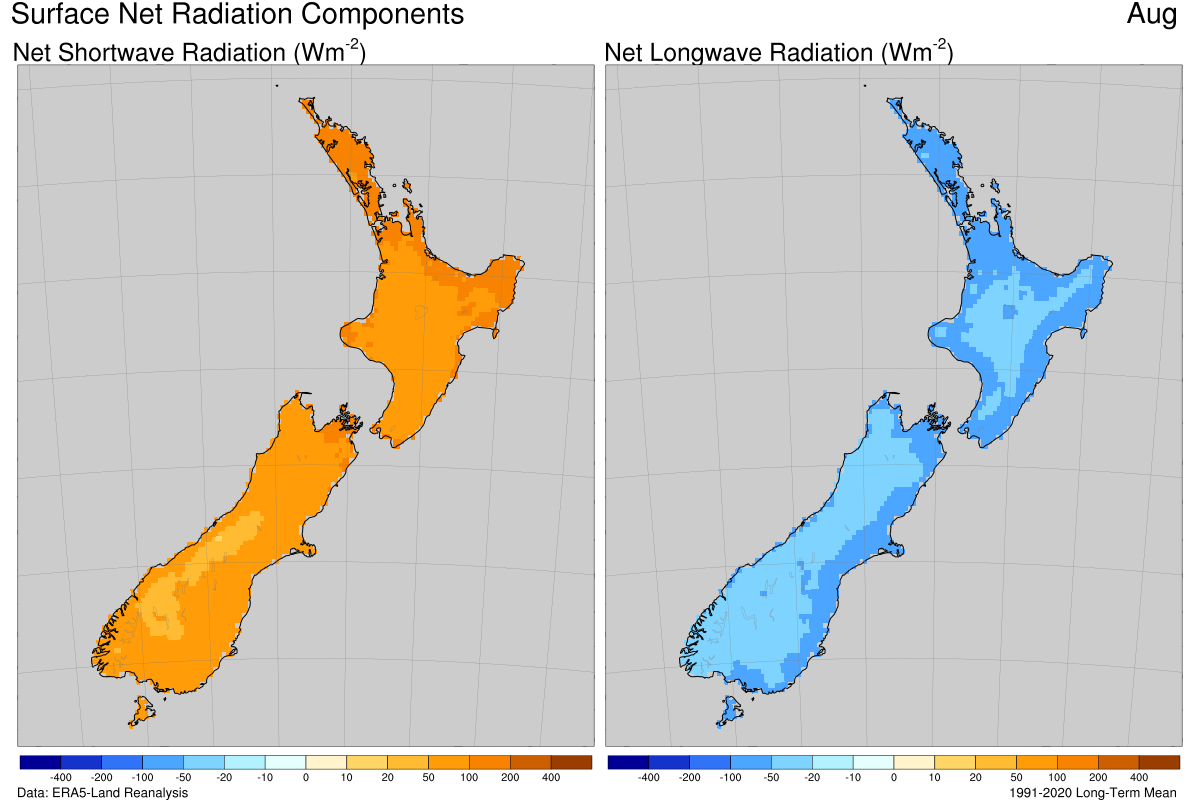 Surface Net Radiation Components Aug
Net Shortwave Radiation (Wm-2) Net Longwave Radiation (Wm-2)
-400 -200 -100 -50 -20 -10 0 10 20 50 100 200 400 -400 -200 -100 -50 -20 -10 0 10 20 50 100 200 400
Data: ERA5-Land Reanalysis 1991-2020 Long-Term Mean